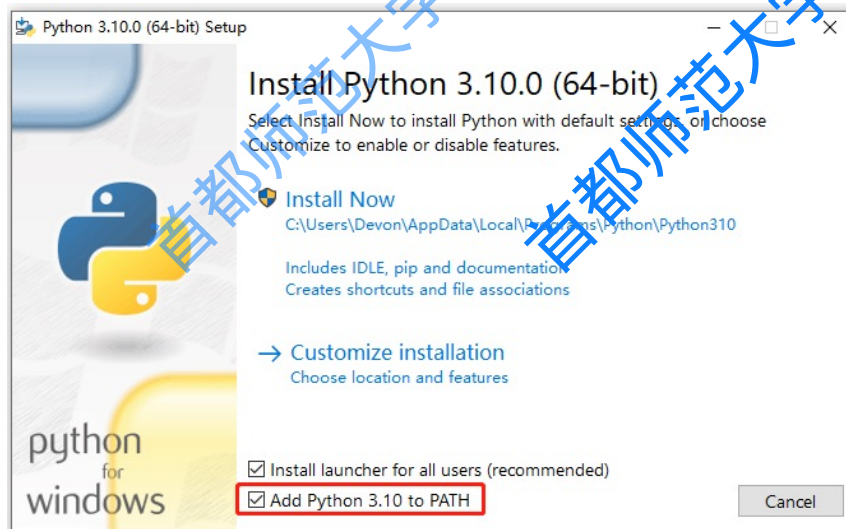 Python 3.10.0 (64-bit) Setup
Install Python 3.10.0 (64-bit)
Select Install Now to install Python with default settings, or choose
Customize to enable or disable features.
Install Now
C:\Users\Devon\AppData\Local\Programs\Python\Python310
Includes IDLE, pip and documentation
Creates shortcuts and file associations
Customize installation
Choose location and features
Install launcher for all users (recommended)
Add Python 3.10 to PATH
Cancel
python
for
windows
首都师范大学
首都师范大学